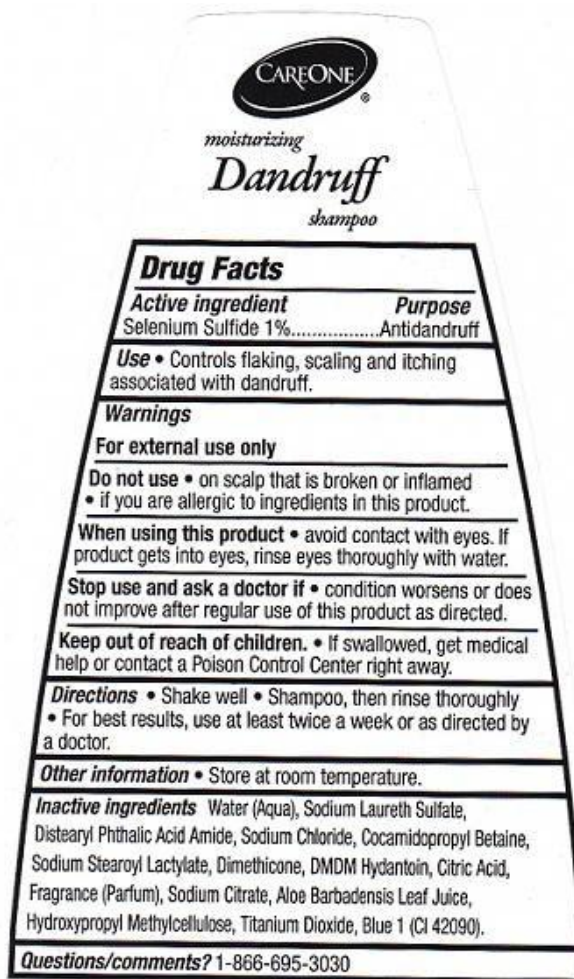 CAREONE®
moisturizing
Dandruff
shampoo
Drug Facts
Active ingredient Purpose
Selenium Sulfide 1%.................Antidandruff
Use • Controls flaking, scaling and itching
associated with dandruff.
Warnings
For external use only
Do not use • on scalp that is broken or inflamed
• if you are allergic to ingredients in this product.
When using this product • avoid contact with eyes. If
product gets into eyes, rinse eyes thoroughly with water.
Stop use and ask a doctor if • condition worsens or does
not improve after regular use of this product as directed.
Keep out of reach of children. • If swallowed, get medical
help or contact a Poison Control Center right away.
Directions • Shake well • Shampoo, then rinse thoroughly
• For best results, use at least twice a week or as directed by
a doctor.
Other information • Store at room temperature.
Inactive ingredients Water (Aqua), Sodium Laureth Sulfate,
Distearyl Phthalic Acid Amide, Sodium Chloride, Cocamidopropyl Betaine,
Sodium Stearoyl Lactylate, Dimethicone, DMDM Hydantoin, Citric Acid,
Fragrance (Parfum), Sodium Citrate, Aloe Barbadensis Leaf Juice,
Hydroxypropyl Methylcellulose, Titanium Dioxide, Blue 1 (CI 42090).
Questions/comments? 1-866-695-3030